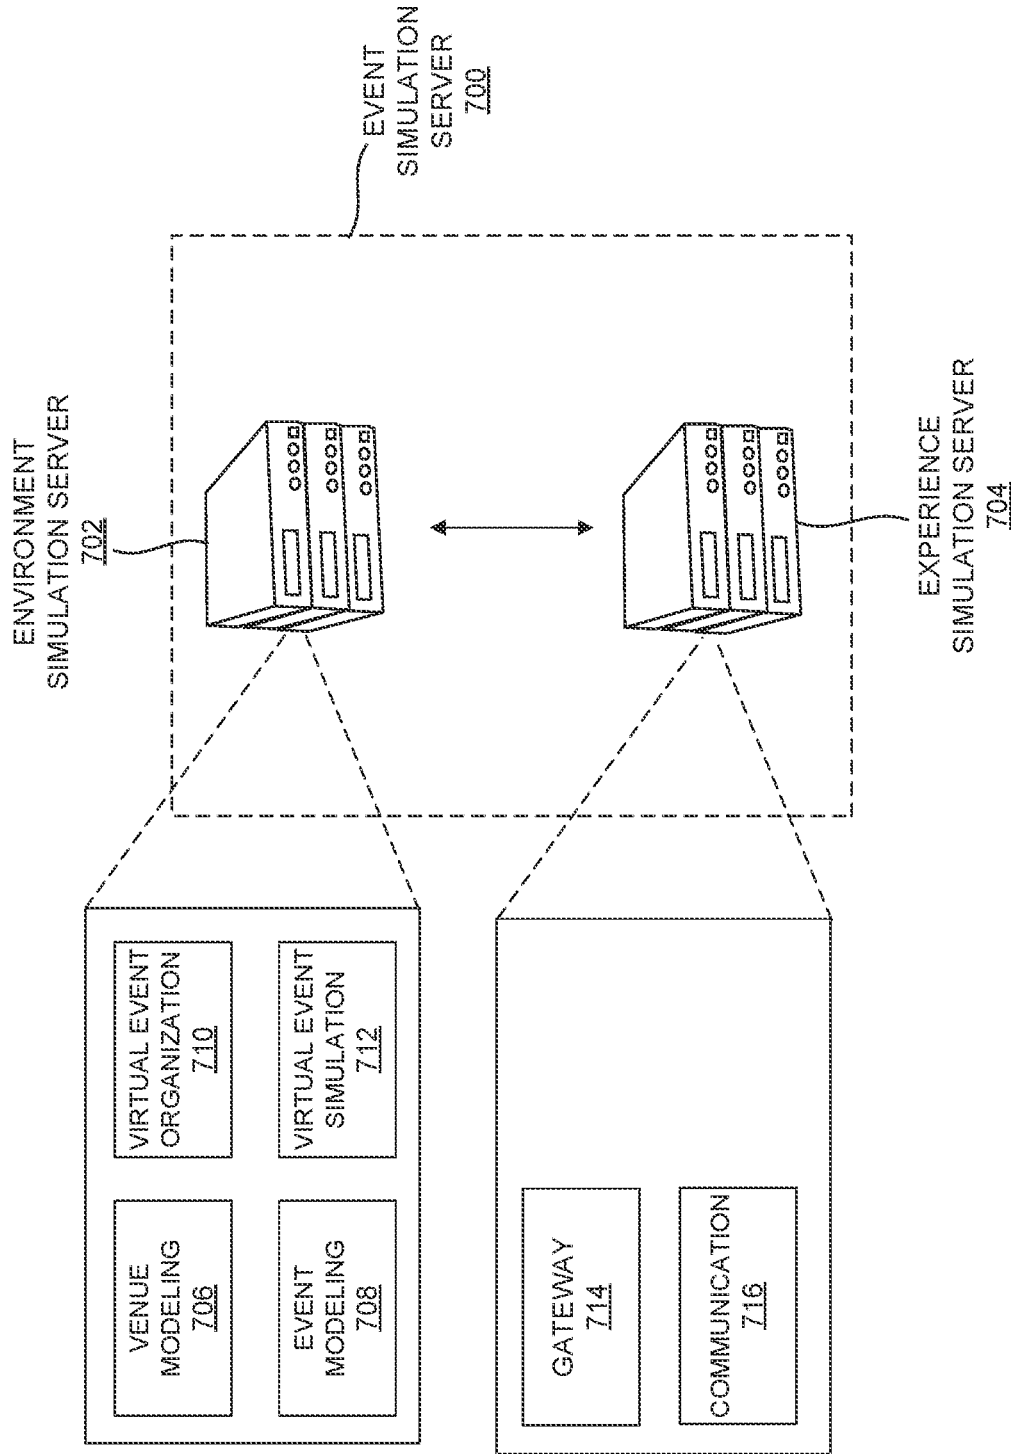 ENVIRONMENT
SIMULATION SERVER
702
EVENT
SIMULATION
SERVER
700
EXPERIENCE
SIMULATION SERVER
704
VENUE
MODELING
706
VIRTUAL EVENT
ORGANIZATION
710
EVENT
MODELING
708
VIRTUAL EVENT
SIMULATION
712
GATEWAY
714
COMMUNICATION
716